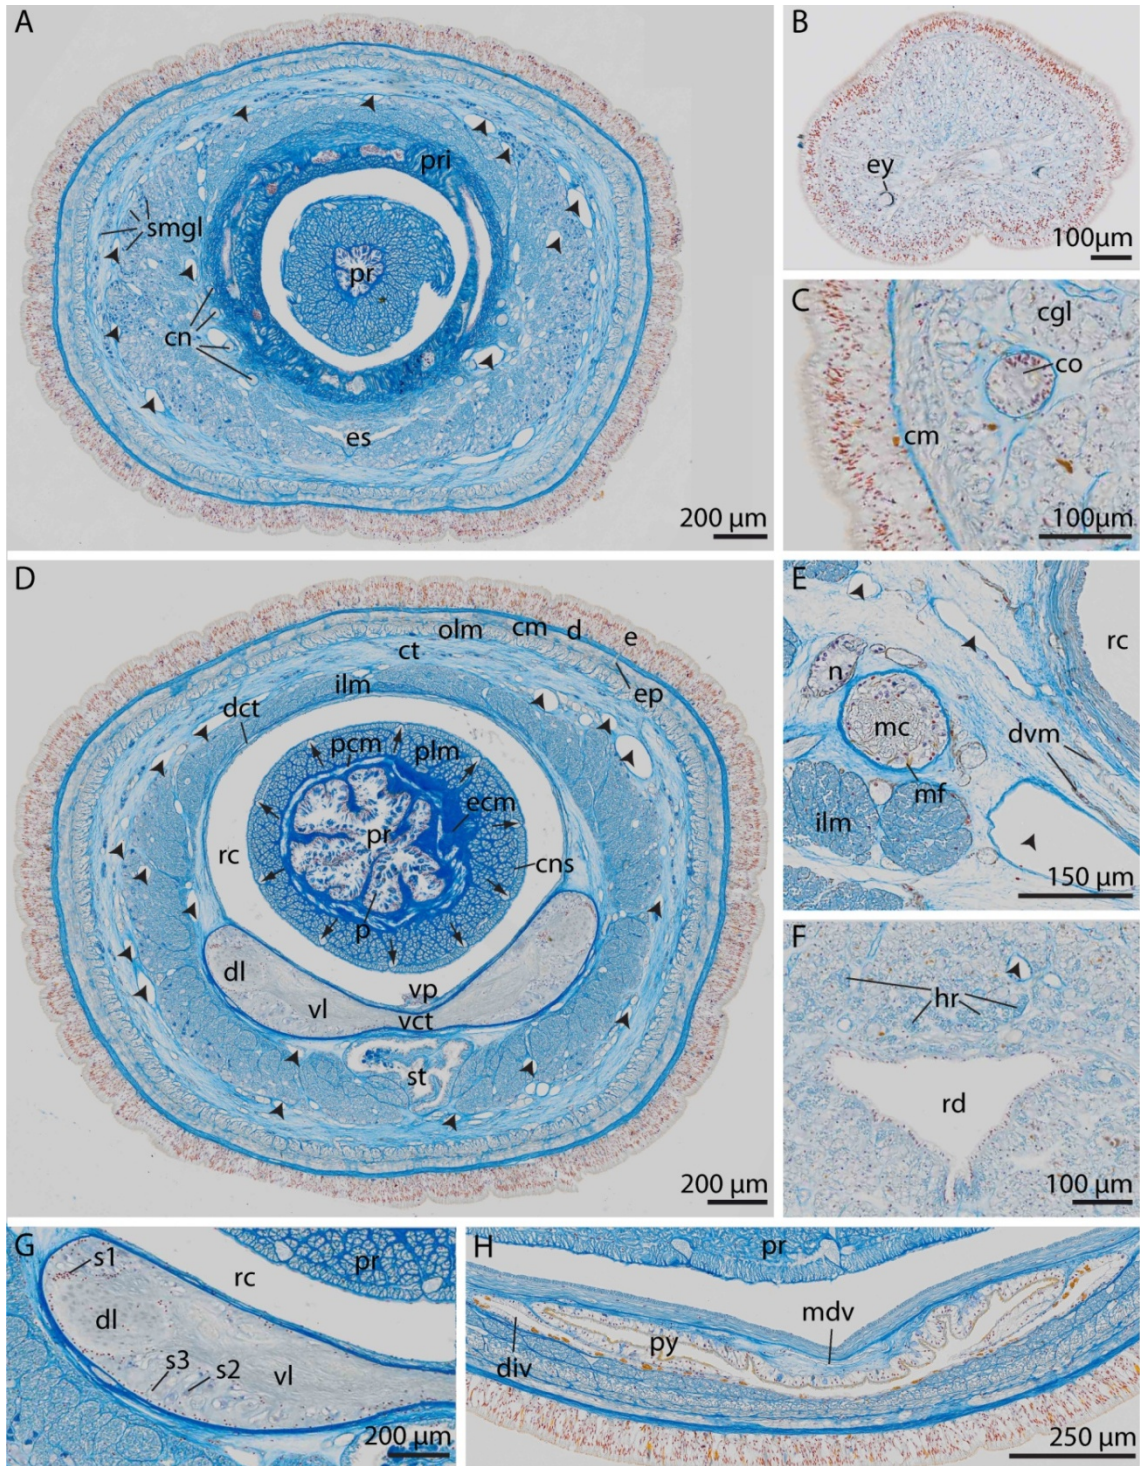 A
pri
smgl
pr
cn
es
200 µm
B
ey
100µm
C
cgl
co
cm
100µm
D
olm
cm
d
e
ct
ilm
ep
dct
pcm
plm
ecm
pr
rc
cns
p
dl
vp
vl
vct
st
200 µm
E
rc
n
mc
dvm
mf
ilm
150 µm
F
hr
rd
100 µm
G
s1
rc
pr
dl
s3
s2
vl
200 µm
H
pr
mdv
py
div
250 µm